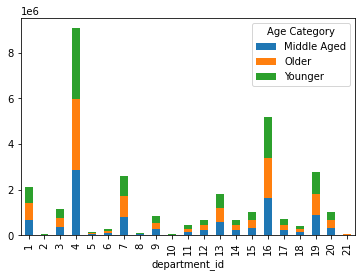 1e6
Age Category
Middle Aged
Older
Younger
8
6
4
2
0
1 2 3 4 5 6 7 8 9 10 11 12 13 14 15 16 17 18 19 20 21
department_id